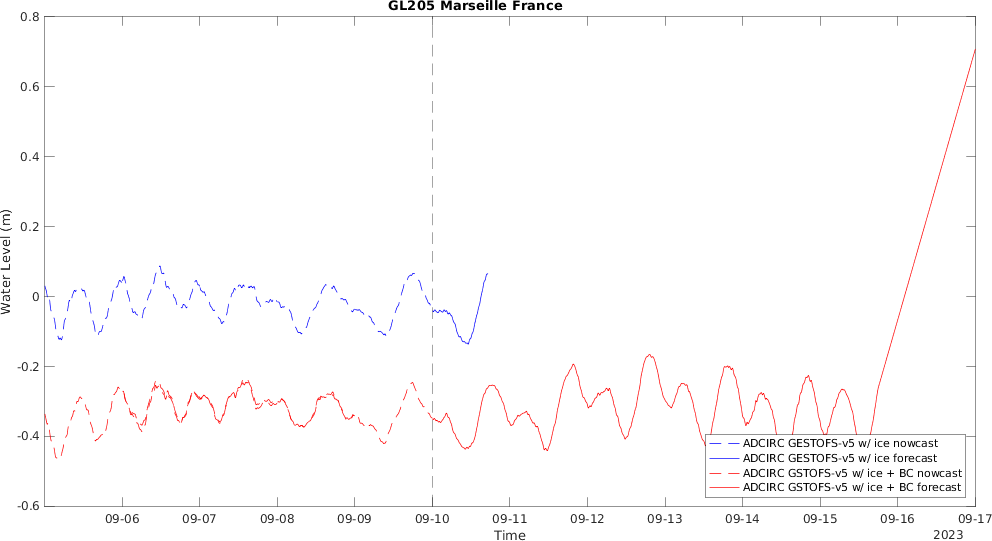 GL205 Marseille France
Water Level (m)
0.8
0.6
0.4
0.2
0
-0.2
-0.4
-0.6
ADCIRC GESTOFS-v5 w/ ice nowcast
ADCIRC GESTOFS-v5 w/ ice forecast
ADCIRC GSTOFS-v5 w/ ice + BC nowcast
ADCIRC GSTOFS-v5 w/ ice + BC forecast
09-06 09-07 09-08 09-09 09-10 09-11 09-12 09-13 09-14 09-15 09-16 09-17
Time
2023